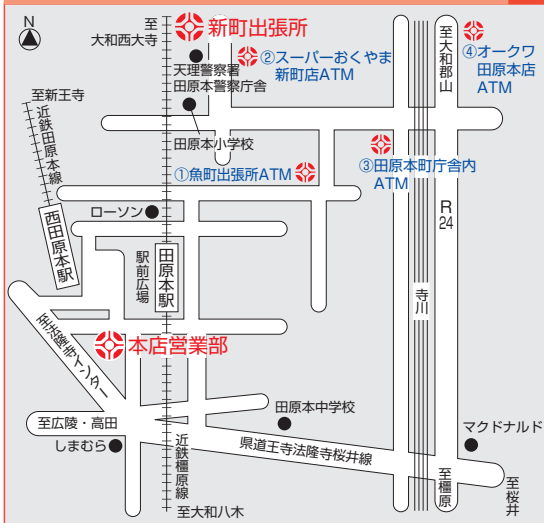 N
至
大和西大寺
新町出張所
②スーパーおくやま
新町店ATM
④オークワ
田原本店
ATM
至大和郡山
天理警察署
田原本警察庁舎
至新王寺
近鉄田原本線
田原本小学校
①魚町出張所ATM
③田原本町庁舎内
ATM
R
24
ローソン
西田原本駅
駅前広場
田原本駅
寺川
至法隆寺インター
本店営業部
至広陵・高田
しまむら
田原本中学校
マクドナルド
県道王寺法隆寺桜井線
近鉄橿原線
至橿原
至桜井
至大和八木